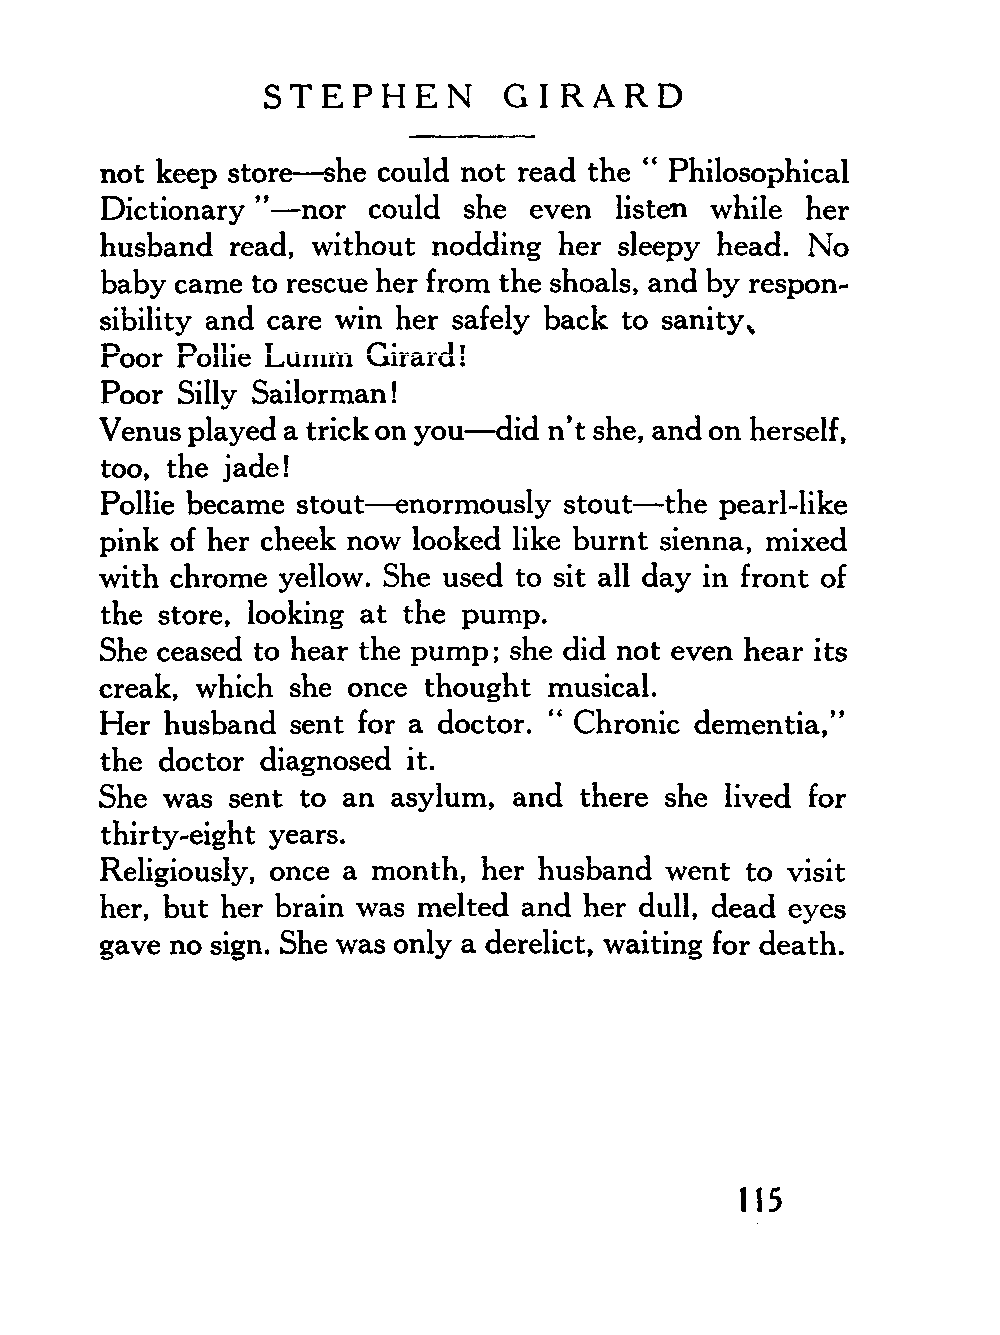 STEPHEN GIRARD
not keep store—she could not read the “ Philosophical
Dictionary ”—nor could she even listen while her
husband read, without nodding her sleepy head. No
baby came to rescue her from the shoals, and by respon-
sibility and care win her safely back to sanity.
Poor Pollie Lumm Girard!
Poor Silly Sailorman!
Venus played a trick on you—did n't she, and on herself,
too, the jade!
Pollie became stout—enormously stout—the pearl-like
pink of her cheek now looked like burnt sienna, mixed
with chrome yellow. She used to sit all day in front of
the store, looking at the pump.
She ceased to hear the pump; she did not even hear its
creak, which she once thought musical.
Her husband sent for a doctor. “ Chronic dementia,”
the doctor diagnosed it.
She was sent to an asylum, and there she lived for
thirty-eight years.
Religiously, once a month, her husband went to visit
her, but her brain was melted and her dull, dead eyes
gave no sign. She was only a derelict, waiting for death.
115